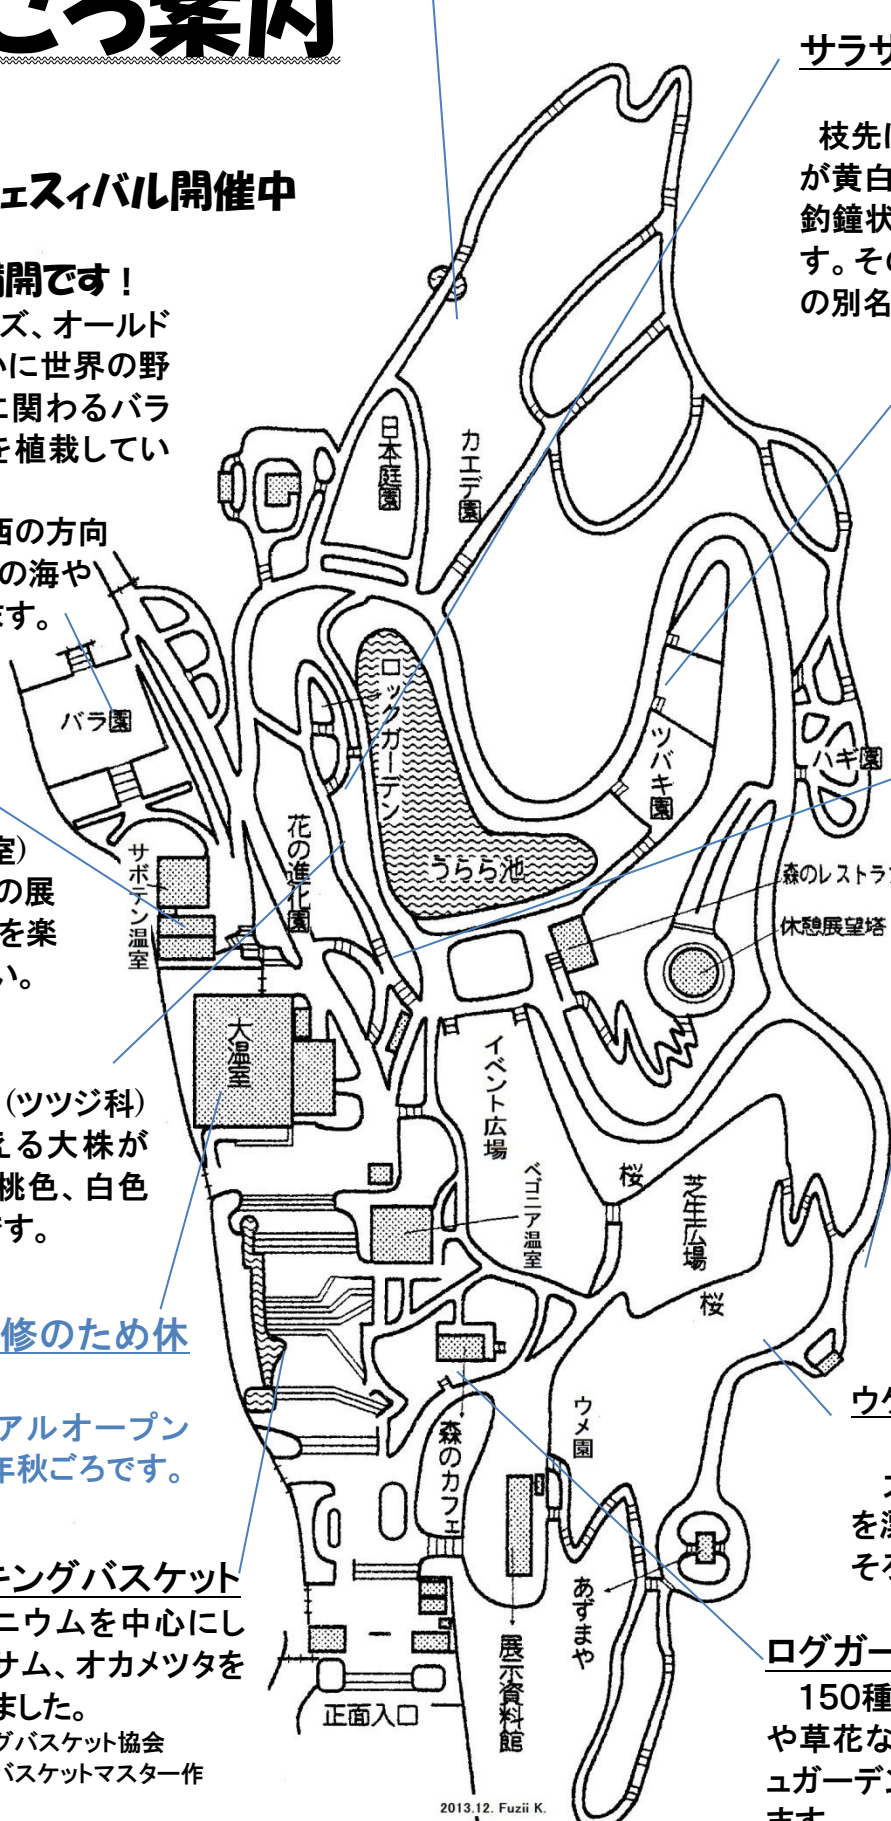 ごろ案内
ェスィバル開催中
開です！
ズ、オールド
いに世界の野
に関わるバラ
を植栽してい
西の方向
の海や
ます。
サラサ
枝先に
が黄白
釣鐘状
す。その
の別名
日本庭園
カエデ園
ロックガーデン
バラ園
ツバキ園
ハギ園
うらら池
花の進化園
サボテン温室
室）
の展
を楽
い。
森のレストラン
休憩展望塔
大温室
イベント広場
（ツツジ科）
える大株が
桃色、白色
です。
ベゴニア温室
桜
芝生広場
桜
修のため休
アルオープン
年秋ごろです。
ウメ園
森のカフェ
を深
そろ
キングバスケット
ニウムを中心にし
サム、オカメツタを
ました。
グバスケット協会
バスケットマスター作
あずまや
展示資料館
正面入口
ログガー
150種
や草花な
ュガーデン
ます
2013.12. Fuzii K.